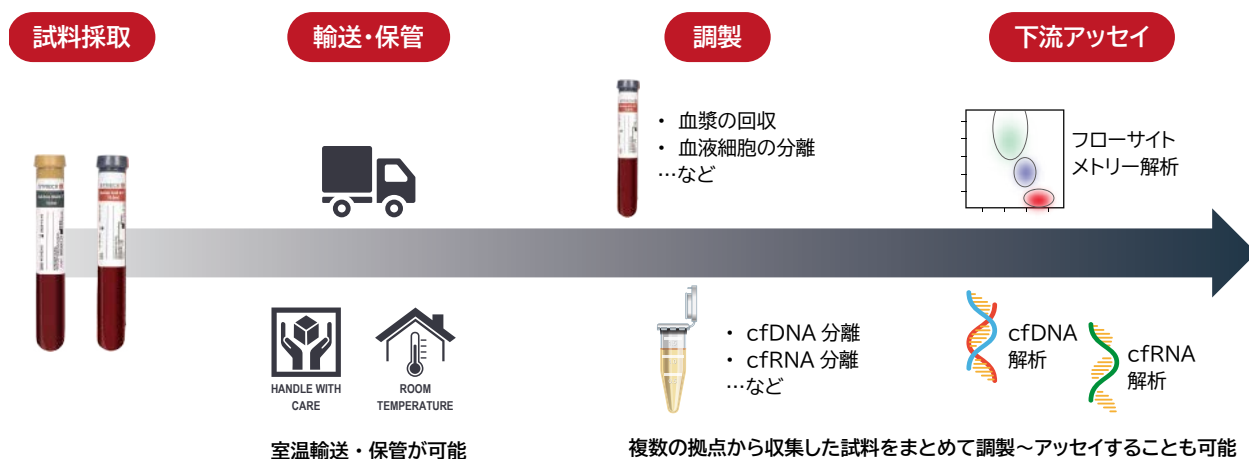 試料採取
輸送・保管
調製
下流アッセイ
・ 血漿の回収
・ 血液細胞の分離
…など
フローサイト
メトリー解析
HANDLE WITH
CARE
ROOM
TEMPERATURE
・ cfDNA 分離
・ cfRNA 分離
…など
cfDNA
解析
cfRNA
解析
室温輸送・保管が可能
複数の拠点から収集した試料をまとめて調製～アッセイすることも可能